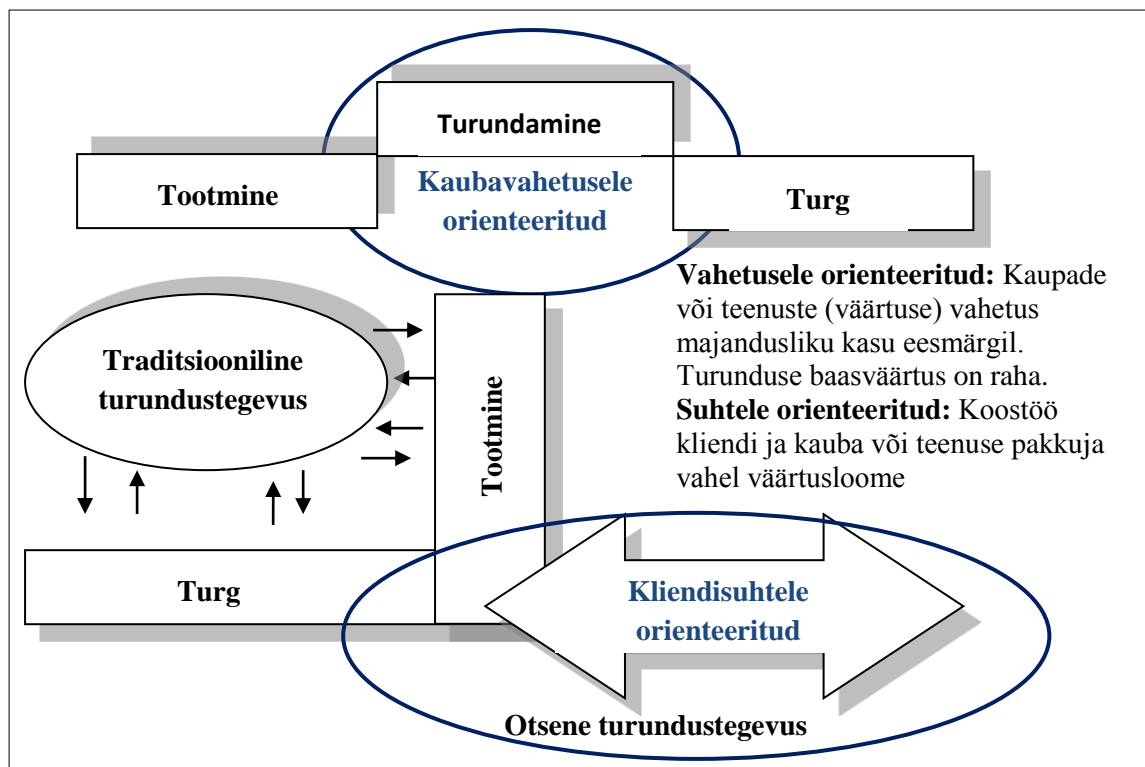 Turundamine
Tootmine
Kaubavahetusele
orienteeritud
Turg
Vahetusele orienteeritud: Kaupade
või teenuste (väärtuse) vahetus
majandusliku kasu eesmärgil.
Turunduse baasväärtus on raha.
Suhtele orienteeritud: Koostöö
kliendi ja kauba või teenuse pakkuja
vahel väärtusloome
Traditsiooniline
turundustegevus
Tootmine
Turg
Kliendisuhtele
orienteeritud
Otsene turundustegevus